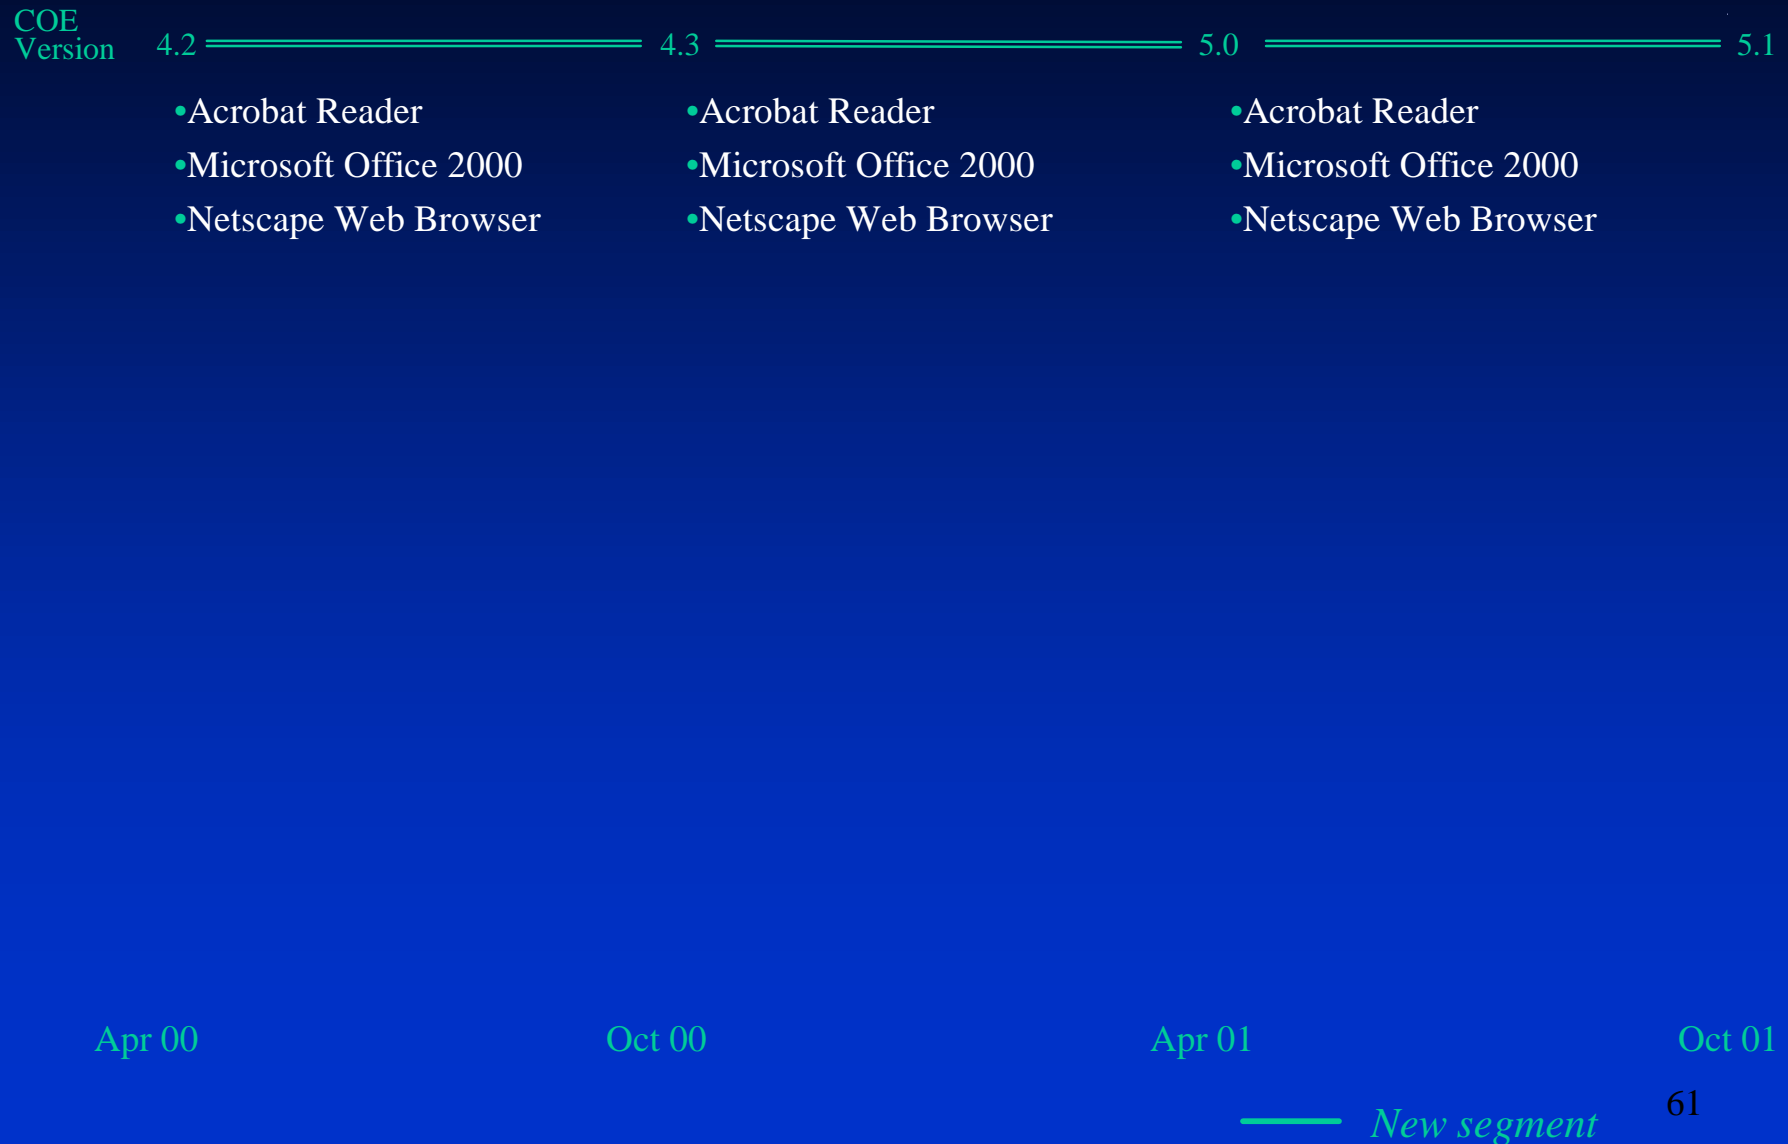 COE
Version 4.2 4.3 5.0 5.1
•Acrobat Reader •Acrobat Reader •Acrobat Reader
•Microsoft Office 2000 •Microsoft Office 2000 •Microsoft Office 2000
•Netscape Web Browser •Netscape Web Browser •Netscape Web Browser
Apr 00 Oct 00 Apr 01 Oct 01
New segment 61